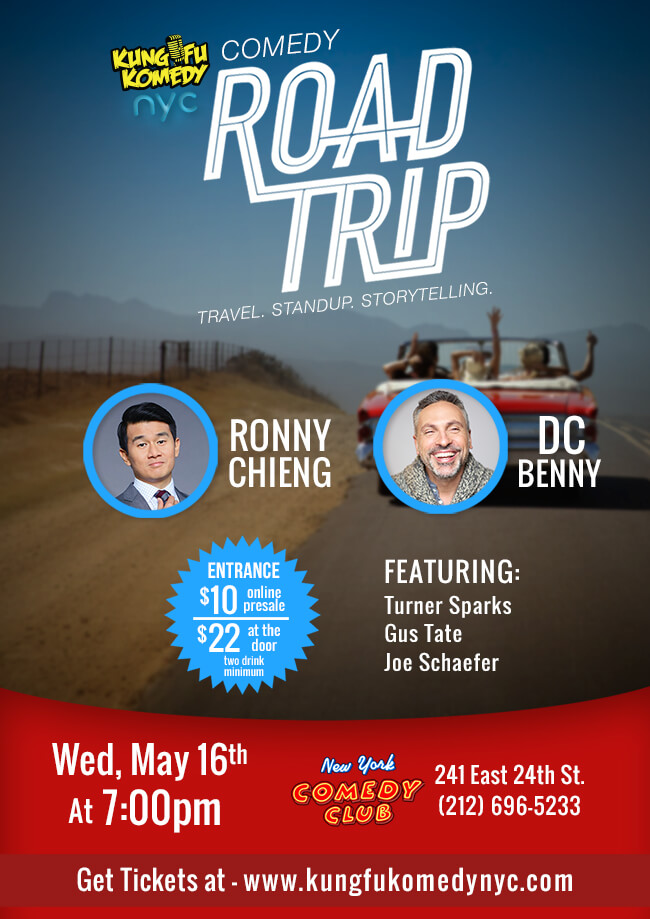 KUNG FU
KOMEDY
nyc
COMEDY
ROAD
TRIP
TRAVEL. STANDUP. STORYTELLING.
RONNY
CHIENG
DC
BENNY
ENTRANCE
$10 online presale
$22 at the door
two drink
minimum
FEATURING:
Turner Sparks
Gus Tate
Joe Schaefer
Wed, May 16th
At 7:00pm
New York
COMEDY
CLUB
241 East 24th St.
(212) 696-5233
Get Tickets at - www.kungfukomedynyc.com